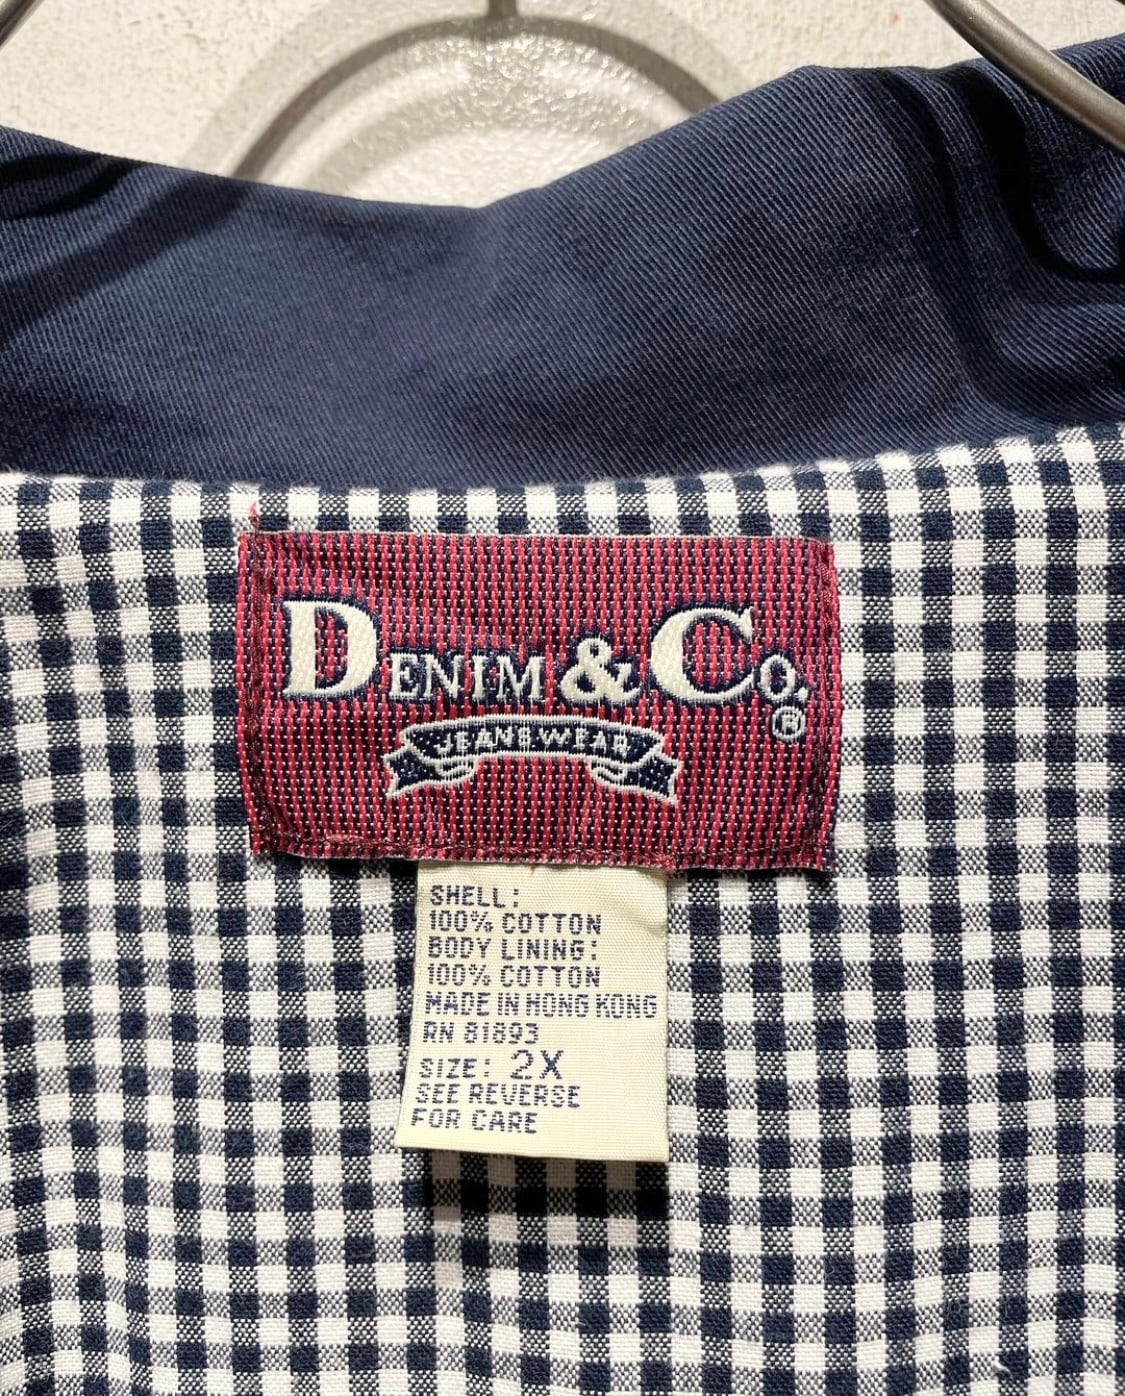 DENIM & CO.
®
JEANSWEAR
SHELL:
100% COTTON
BODY LINING:
100% COTTON
MADE IN HONG KONG
RN 81893
SIZE: 2X
SEE REVERSE
FOR CARE